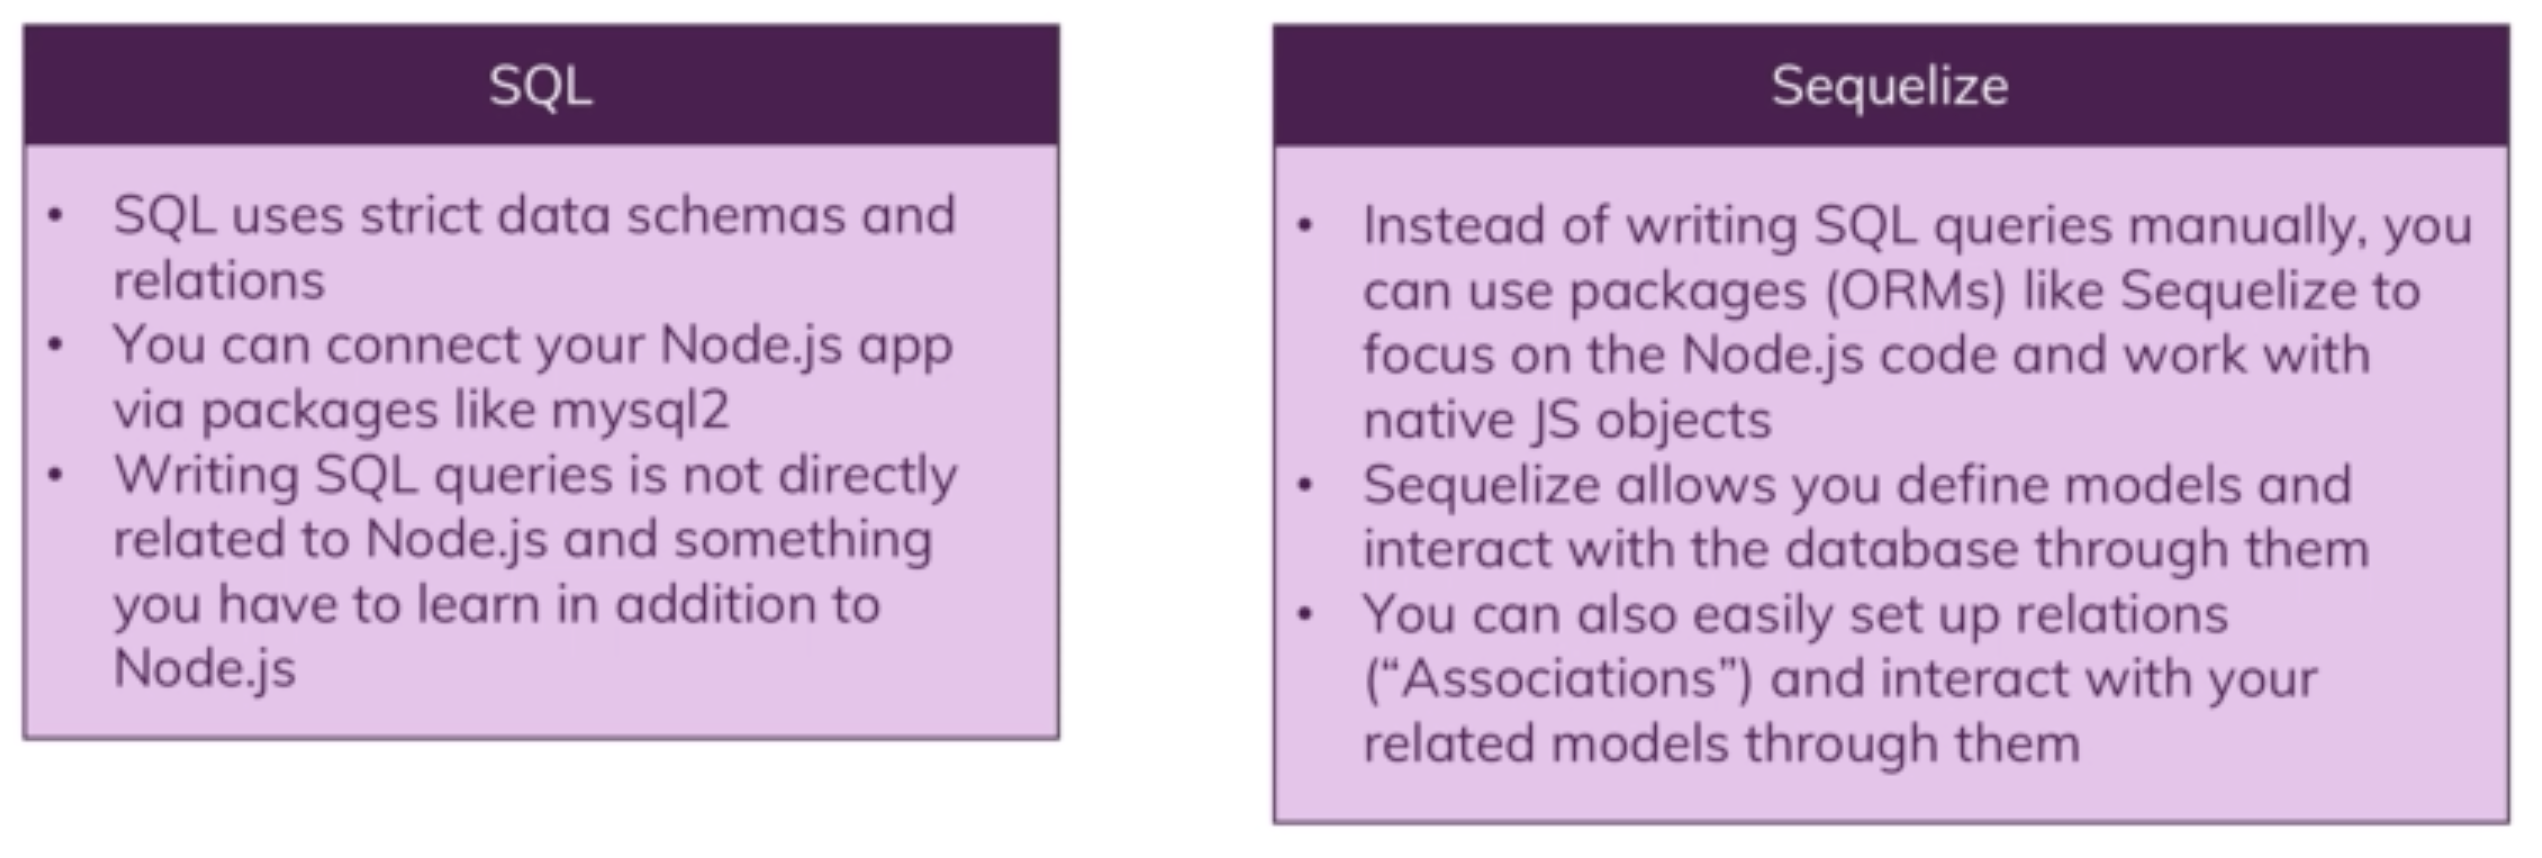 SQL
• SQL uses strict data schemas and
relations
• You can connect your Node.js app
via packages like mysql2
• Writing SQL queries is not directly
related to Node.js and something
you have to learn in addition to
Node.js
Sequelize
• Instead of writing SQL queries manually, you
can use packages (ORMs) like Sequelize to
focus on the Node.js code and work with
native JS objects
• Sequelize allows you define models and
interact with the database through them
• You can also easily set up relations
(“Associations”) and interact with your
related models through them